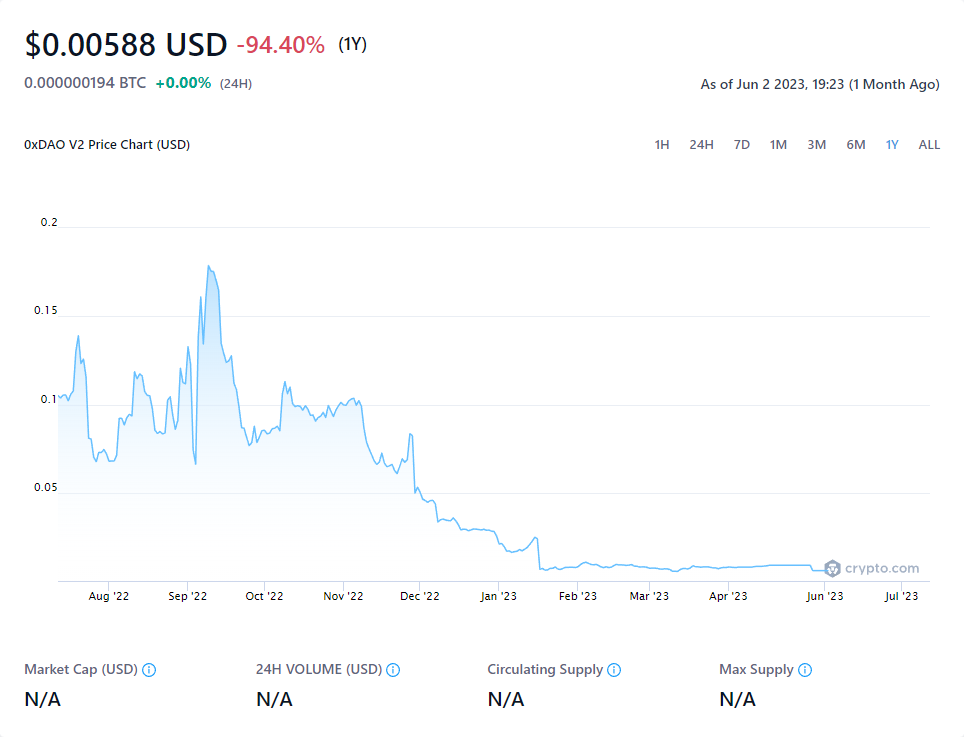 $0.00588 USD -94.40% (1Y)
0.000000194 BTC +0.00% (24H)
As of Jun 2 2023, 19:23 (1 Month Ago)
0xDAO V2 Price Chart (USD)
1H 24H 7D 1M 3M 6M 1Y ALL
0.2
0.15
0.1
0.05
crypto.com
Aug '22 Sep '22 Oct '22 Nov '22 Dec '22 Jan '23 Feb '23 Mar '23 Apr '23 Jun '23 Jul '23
Market Cap (USD) 24H VOLUME (USD) Circulating Supply Max Supply
N/A N/A N/A N/A